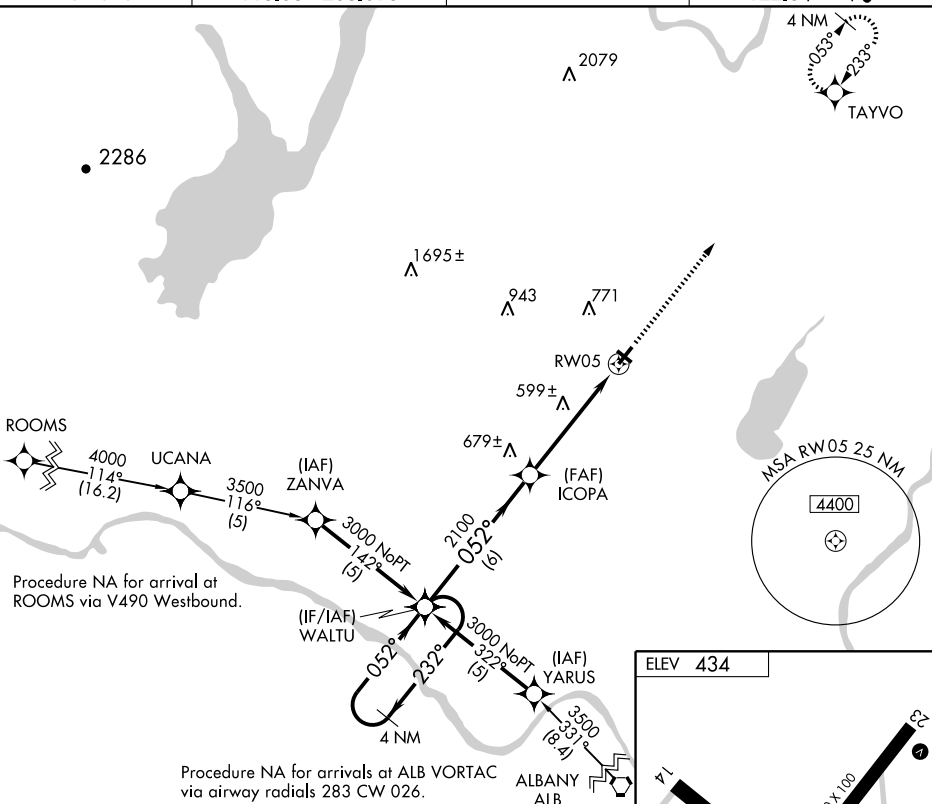 4 NM
053°
233°
TAYVO
2079
2286
1695±
943
771
RW05
599±
679±
ROOMS
4000
114°
(16.2)
UCANA
3500
116°
(5)
(IAF)
ZANVA
3000 NoPT
142°
(5)
(FAF)
ICOPA
2100
052°
(6)
MSA RW05 25 NM
4400
Procedure NA for arrival at
ROOMS via V490 Westbound.
(IF/IAF)
WALTU
052°
232°
4 NM
3000 NoPT
322°
(5)
(IAF)
YARUS
3500
331°
(8.4)
ALBANY
ALB
Procedure NA for arrivals at ALB VORTAC
via airway radials 283 CW 026.
ELEV 434
23
V
14
X 100